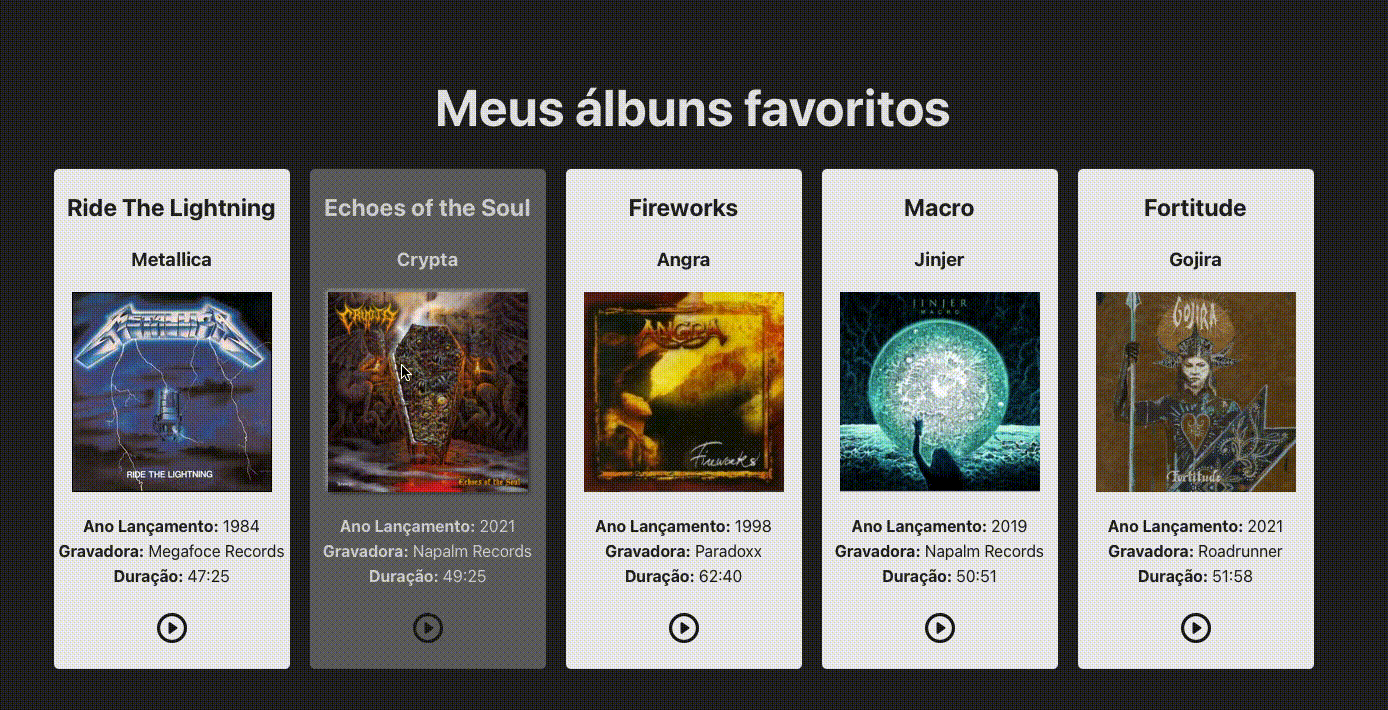 Meus álbuns favoritos
Ride The Lightning
Metallica
METALLICA
RIDE THE LIGHTNING
Ano Lançamento: 1984
Gravadora: Megafoce Records
Duração: 47:25
Echoes of the Soul
Crypta
CRYPTA
Echoes of the Soul
Ano Lançamento: 2021
Gravadora: Napalm Records
Duração: 49:25
Fireworks
Angra
ANGRA
Fireworks
Ano Lançamento: 1998
Gravadora: Paradoxx
Duração: 62:40
Macro
Jinjer
JINJER
MACRO
Ano Lançamento: 2019
Gravadora: Napalm Records
Duração: 50:51
Fortitude
Gojira
GOJIRA
Fortitude
Ano Lançamento: 2021
Gravadora: Roadrunner
Duração: 51:58